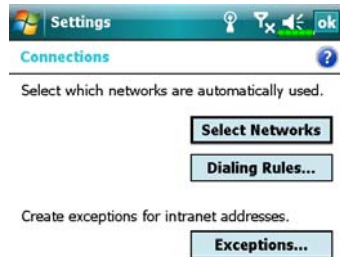 Settings ok
Connections ?
Select which networks are automatically used.
Select Networks
Dialing Rules...
Create exceptions for intranet addresses.
Exceptions...